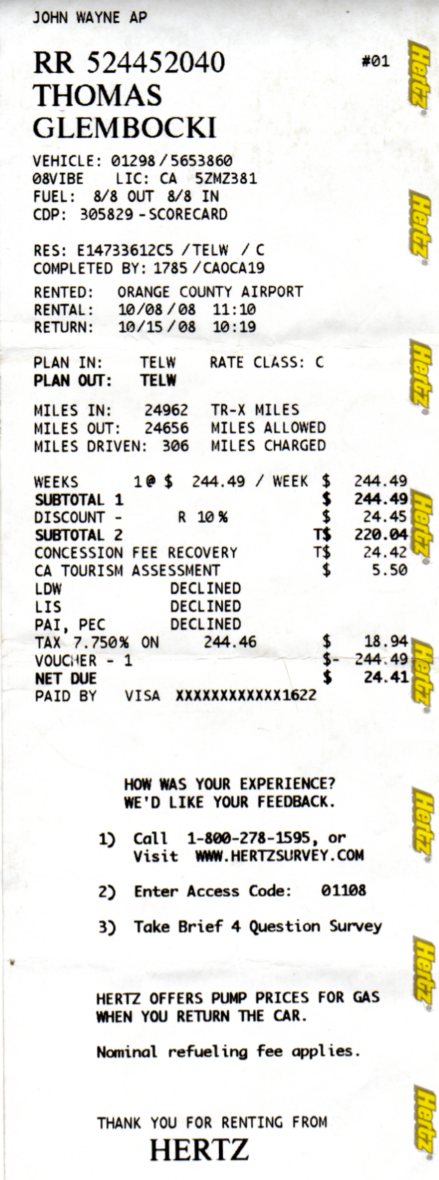 JOHN WAYNE AP
RR 524452040 #01
THOMAS
GLEMBOCKI
VEHICLE: 01298/5653860
08VIBE LIC: CA 5ZMZ381
FUEL: 8/8 OUT 8/8 IN
CDP: 305829-SCORECARD
RES: E14733612C5 /TELW / C
COMPLETED BY: 1785/CAOCA19
RENTED: ORANGE COUNTY AIRPORT
RENTAL: 10/08/08 11:10
RETURN: 10/15/08 10:19
PLAN IN: TELW RATE CLASS: C
PLAN OUT: TELW
MILES IN: 24962 TR-X MILES
MILES OUT: 24656 MILES ALLOWED
MILES DRIVEN: 306 MILES CHARGED
WEEKS 1@ $ 244.49 / WEEK $ 244.49
SUBTOTAL 1 $ 244.49
DISCOUNT - R 10% $ 24.45
SUBTOTAL 2 T$ 220.04
CONCESSION FEE RECOVERY T$ 24.42
CA TOURISM ASSESSMENT $ 5.50
LDW DECLINED
LIS DECLINED
PAI, PEC DECLINED
TAX 7.750% ON 244.46 $ 18.94
VOUCHER - 1 $- 244.49
NET DUE $ 24.41
PAID BY VISA XXXXXXXXXXXX1622
HOW WAS YOUR EXPERIENCE?
WE'D LIKE YOUR FEEDBACK.
1) Call 1-800-278-1595, or
Visit WWW.HERTZSURVEY.COM
2) Enter Access Code: 01108
3) Take Brief 4 Question Survey
HERTZ OFFERS PUMP PRICES FOR GAS
WHEN YOU RETURN THE CAR.
Nominal refueling fee applies.
THANK YOU FOR RENTING FROM
HERTZ
Hertz
Hertz
Hertz
Hertz
Hertz
Hertz
Hertz
Hertz